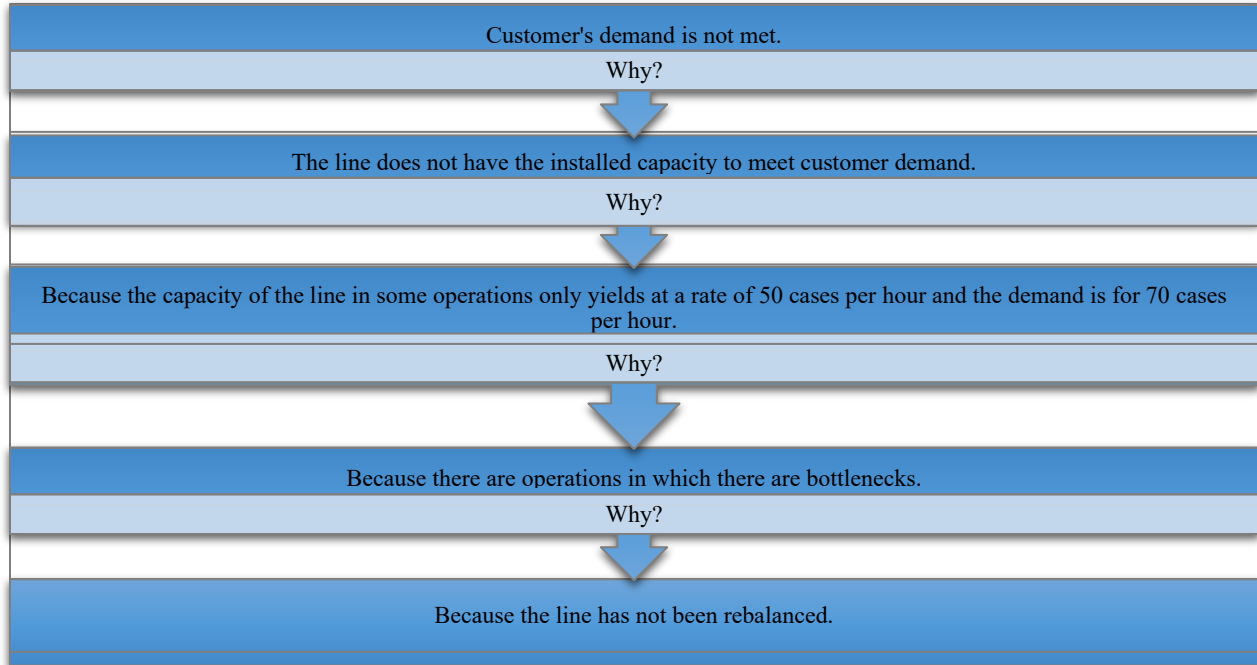 Customer's demand is not met.
Why?
The line does not have the installed capacity to meet customer demand.
Why?
Because the capacity of the line in some operations only yields at a rate of 50 cases per hour and the demand is for 70 cases
per hour.
Why?
Because there are operations in which there are bottlenecks.
Why?
Because the line has not been rebalanced.